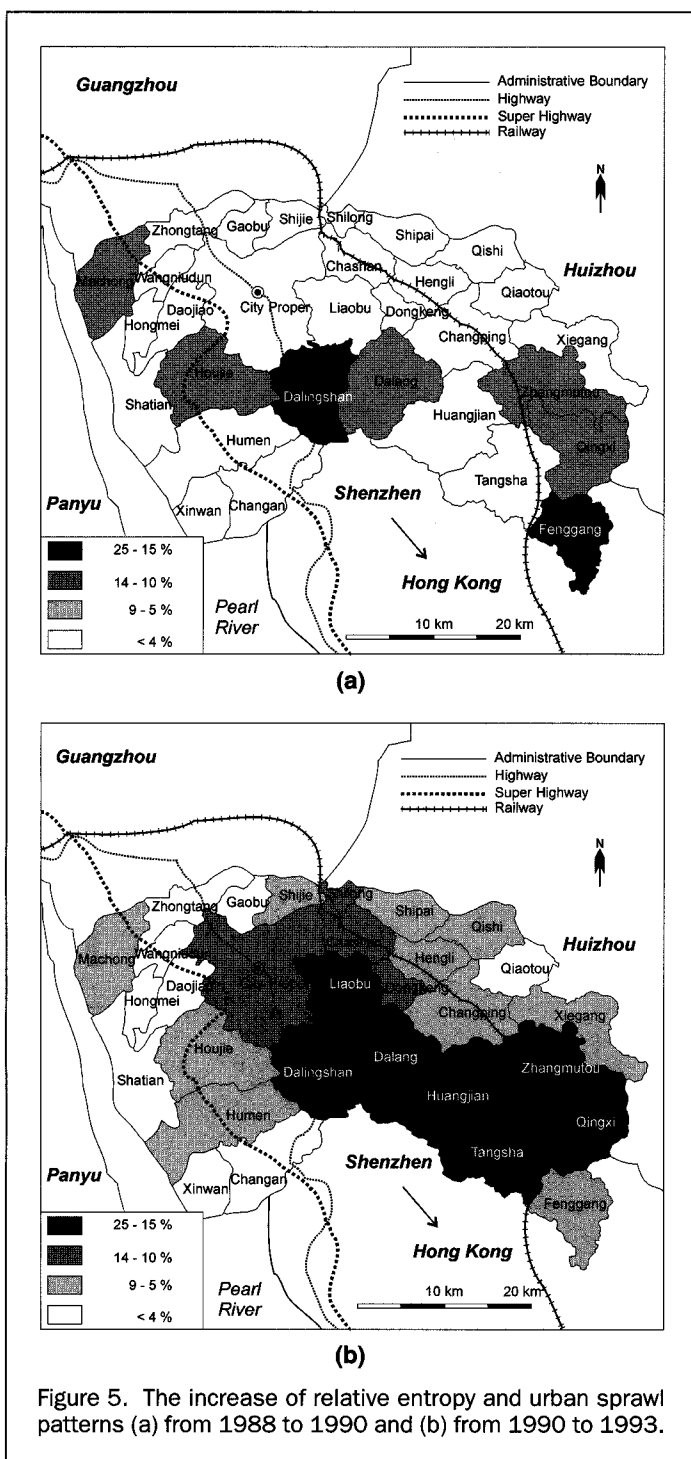 Guangzhou
Administrative Boundary
Highway
Super Highway
Railway
N
Zhongtang
Gaobu
Shijie
Shilong
Shipai
Qishi
Huizhou
Machong
Wangniudun
Chashan
Hengli
Qiaotou
Daojiao
City Proper
Liaobu
Dongkeng
Hongmei
Changping
Xiegang
Houjie
Dalingshan
Dalang
Zhangmutou
Shatian
Huangjian
Humen
Qingxi
Tangsha
Panyu
Xinwan
Changan
Shenzhen
Fenggang
25 - 15 %
14 - 10 %
9 - 5 %
< 4 %
Pearl
River
Hong Kong
10 km
20 km
(a)
Guangzhou
Administrative Boundary
Highway
Super Highway
Railway
N
Zhongtang
Gaobu
Shijie
Shilong
Shipai
Qishi
Huizhou
Machong
Wangniudun
Chashan
Hengli
Qiaotou
Daojiao
City Proper
Liaobu
Dongkeng
Hongmei
Changping
Xiegang
Houjie
Dalang
Dalingshan
Zhangmutou
Shatian
Huangjian
Humen
Qingxi
Tangsha
Panyu
Xinwan
Changan
Shenzhen
Fenggang
25 - 15 %
14 - 10 %
9 - 5 %
< 4 %
Pearl
River
Hong Kong
10 km
20 km
(b)
Figure 5. The increase of relative entropy and urban sprawl
patterns (a) from 1988 to 1990 and (b) from 1990 to 1993.